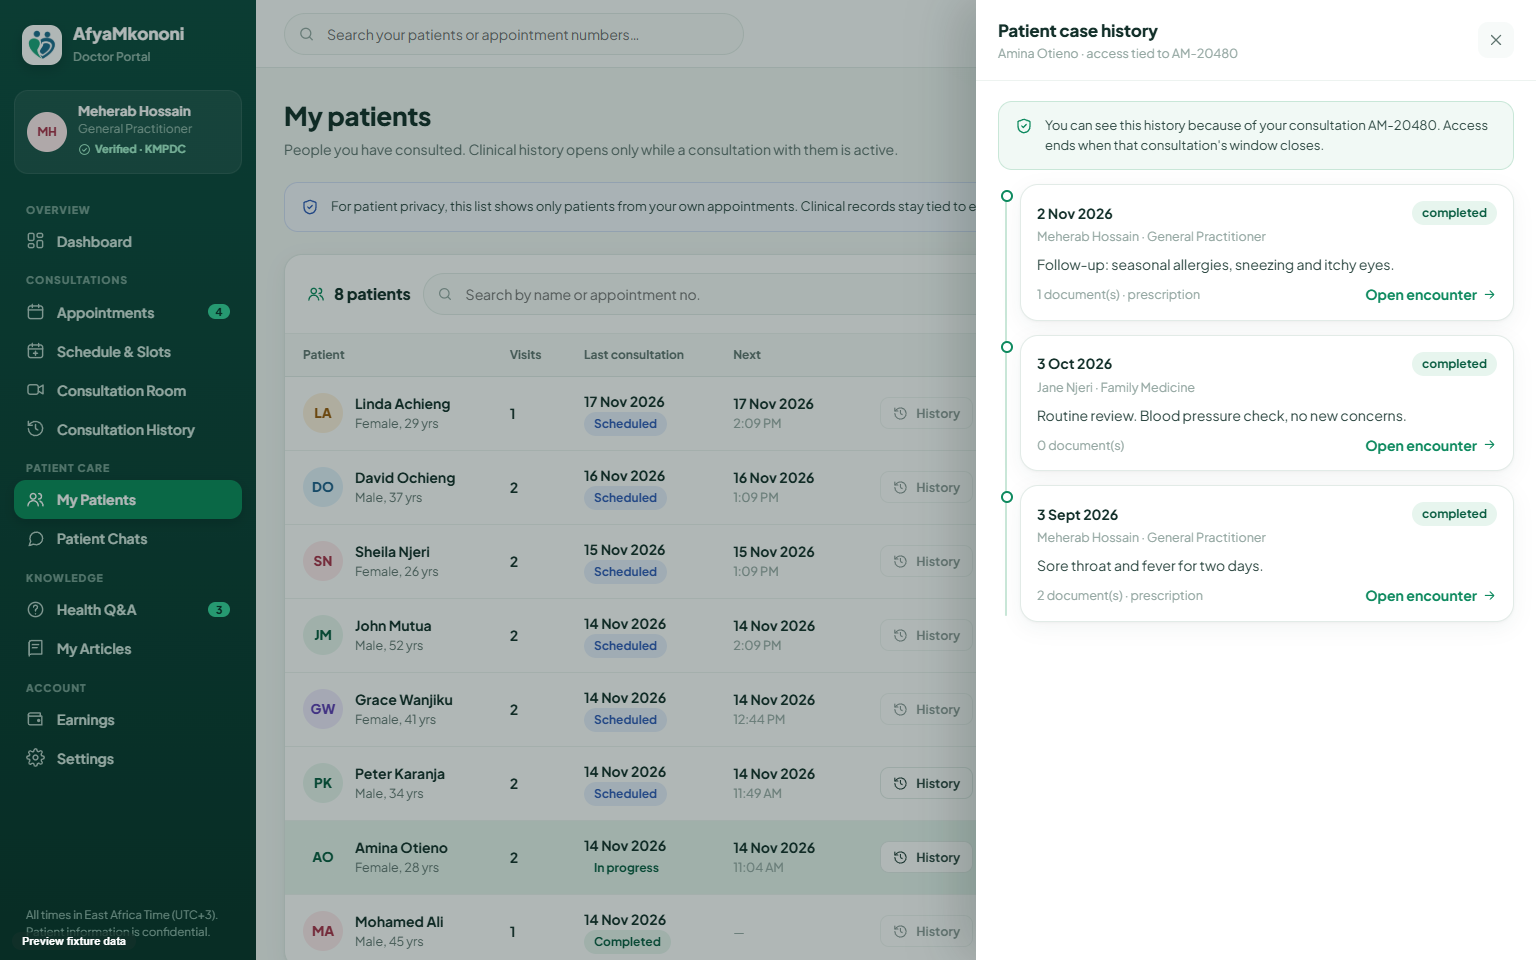 AfyaMkononi
Doctor Portal
MH
Meherab Hossain
General Practitioner
Verified · KMPDC
OVERVIEW
Dashboard
CONSULTATIONS
Appointments 4
Schedule & Slots
Consultation Room
Consultation History
PATIENT CARE
My Patients
Patient Chats
KNOWLEDGE
Health Q&A 3
My Articles
ACCOUNT
Earnings
Settings
All times in East Africa Time (UTC+3).
Patient information is confidential.
Preview fixture data
Search your patients or appointment numbers...
My patients
People you have consulted. Clinical history opens only while a consultation with them is active.
For patient privacy, this list shows only patients from your own appointments. Clinical records stay tied to e
8 patients Search by name or appointment no.
Patient Visits Last consultation Next
LA Linda Achieng 1 17 Nov 2026 17 Nov 2026 History
Female, 29 yrs Scheduled 2:09 PM
DO David Ochieng 2 16 Nov 2026 16 Nov 2026 History
Male, 37 yrs Scheduled 1:09 PM
SN Sheila Njeri 2 15 Nov 2026 15 Nov 2026 History
Female, 26 yrs Scheduled 1:09 PM
JM John Mutua 2 14 Nov 2026 14 Nov 2026 History
Male, 52 yrs Scheduled 2:09 PM
GW Grace Wanjiku 2 14 Nov 2026 14 Nov 2026 History
Female, 41 yrs Scheduled 12:44 PM
PK Peter Karanja 2 14 Nov 2026 14 Nov 2026 History
Male, 34 yrs Scheduled 11:49 AM
AO Amina Otieno 2 14 Nov 2026 14 Nov 2026 History
Female, 28 yrs In progress 11:04 AM
MA Mohamed Ali 1 14 Nov 2026 — History
Male, 45 yrs Completed
Patient case history
Amina Otieno · access tied to AM-20480
You can see this history because of your consultation AM-20480. Access
ends when that consultation's window closes.
2 Nov 2026 completed
Meherab Hossain · General Practitioner
Follow-up: seasonal allergies, sneezing and itchy eyes.
1 document(s) · prescription Open encounter →
3 Oct 2026 completed
Jane Njeri · Family Medicine
Routine review. Blood pressure check, no new concerns.
0 document(s) Open encounter →
3 Sept 2026 completed
Meherab Hossain · General Practitioner
Sore throat and fever for two days.
2 document(s) · prescription Open encounter →